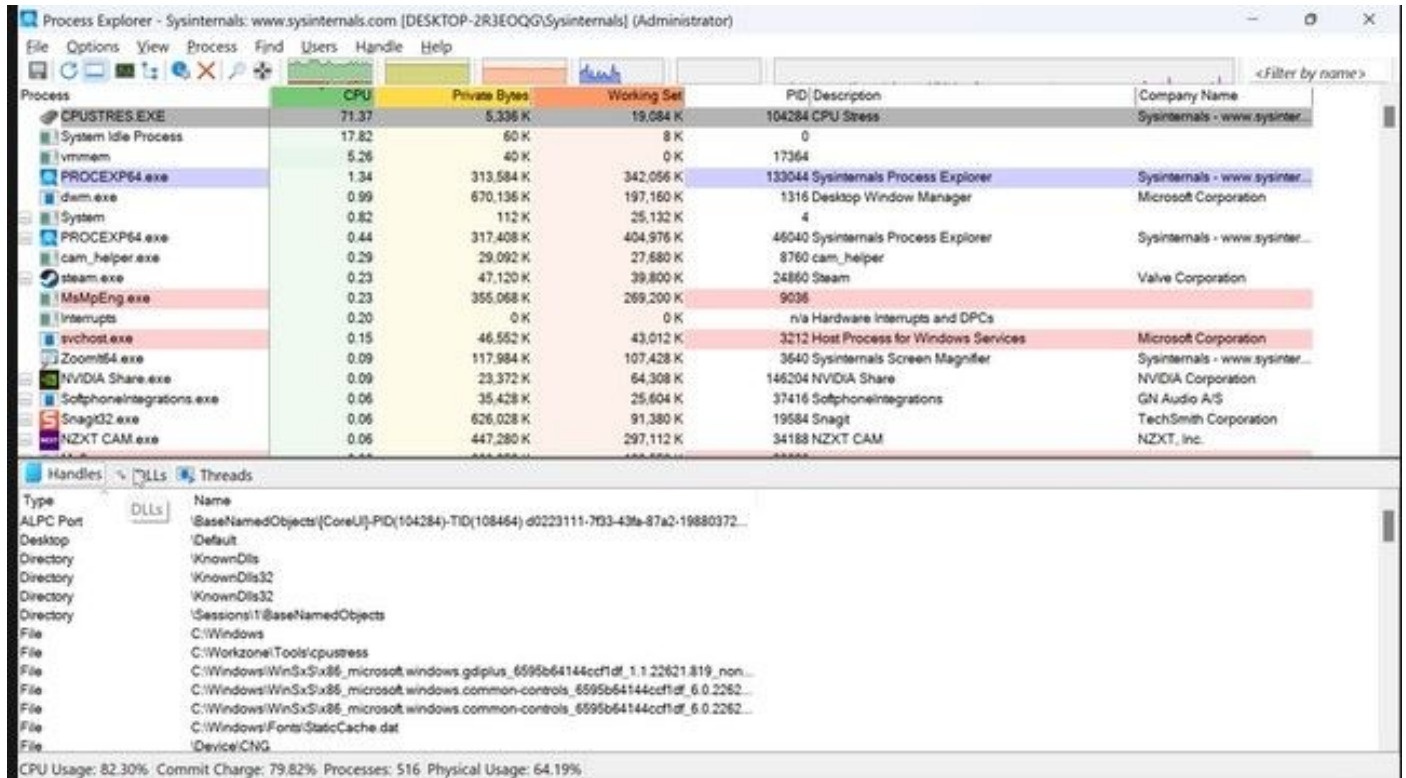 Process Explorer - Sysinternals: www.sysinternals.com [DESKTOP-2R3EOQG\Sysinternals] (Administrator)
File Options View Process Find Users Handle Help
<Filter by name>
Process CPU Private Bytes Working Set PID Description Company Name
CPUSTRES.EXE 71.37 5,336 K 19,084 K 104284 CPU Stress Sysinternals - www.sysinter...
System Idle Process 17.82 60 K 8 K 0
vmmem 5.26 40 K 0 K 17364
PROCEXP64.exe 1.34 313,584 K 342,056 K 133044 Sysinternals Process Explorer Sysinternals - www.sysinter...
dwm.exe 0.99 670,136 K 197,160 K 1316 Desktop Window Manager Microsoft Corporation
System 0.82 112 K 25,132 K 4
PROCEXP64.exe 0.44 317,408 K 404,976 K 46040 Sysinternals Process Explorer Sysinternals - www.sysinter...
cam_helper.exe 0.29 29,092 K 27,680 K 8760 cam_helper
steam.exe 0.23 47,120 K 39,800 K 24860 Steam Valve Corporation
MsMpEng.exe 0.23 355,068 K 269,200 K 9036
Interrupts 0.20 0 K 0 K n/a Hardware Interrupts and DPCs
svchost.exe 0.15 46,552 K 43,012 K 3212 Host Process for Windows Services Microsoft Corporation
ZoomIt64.exe 0.09 117,984 K 107,428 K 3640 Sysinternals Screen Magnifier Sysinternals - www.sysinter...
NVIDIA Share.exe 0.09 23,372 K 64,308 K 146204 NVIDIA Share NVIDIA Corporation
SoftphoneIntegrations.exe 0.06 35,428 K 25,604 K 37416 SoftphoneIntegrations GN Audio A/S
Snagit32.exe 0.06 626,028 K 91,380 K 19584 Snagit TechSmith Corporation
NZXT CAM.exe 0.06 447,280 K 297,112 K 34188 NZXT CAM NZXT, Inc.
Handles DLLs Threads
Type Name
DLLs
ALPC Port \BaseNamedObjects\[CoreUI]-PID(104284)-TID(108464) d0223111-7f33-43fa-87a2-19880372...
Desktop \Default
Directory \KnownDlls
Directory \KnownDlls32
Directory \KnownDlls32
Directory \Sessions\1\BaseNamedObjects
File C:\Windows
File C:\Workzone\Tools\cpustress
File C:\Windows\WinSxS\x86_microsoft.windows.gdiplus_6595b64144ccf1df_1.1.22621.819_non...
File C:\Windows\WinSxS\x86_microsoft.windows.common-controls_6595b64144ccf1df_6.0.2262...
File C:\Windows\WinSxS\x86_microsoft.windows.common-controls_6595b64144ccf1df_6.0.2262...
File C:\Windows\Fonts\StaticCache.dat
File \Device\CNG
CPU Usage: 82.30% Commit Charge: 79.82% Processes: 516 Physical Usage: 64.19%